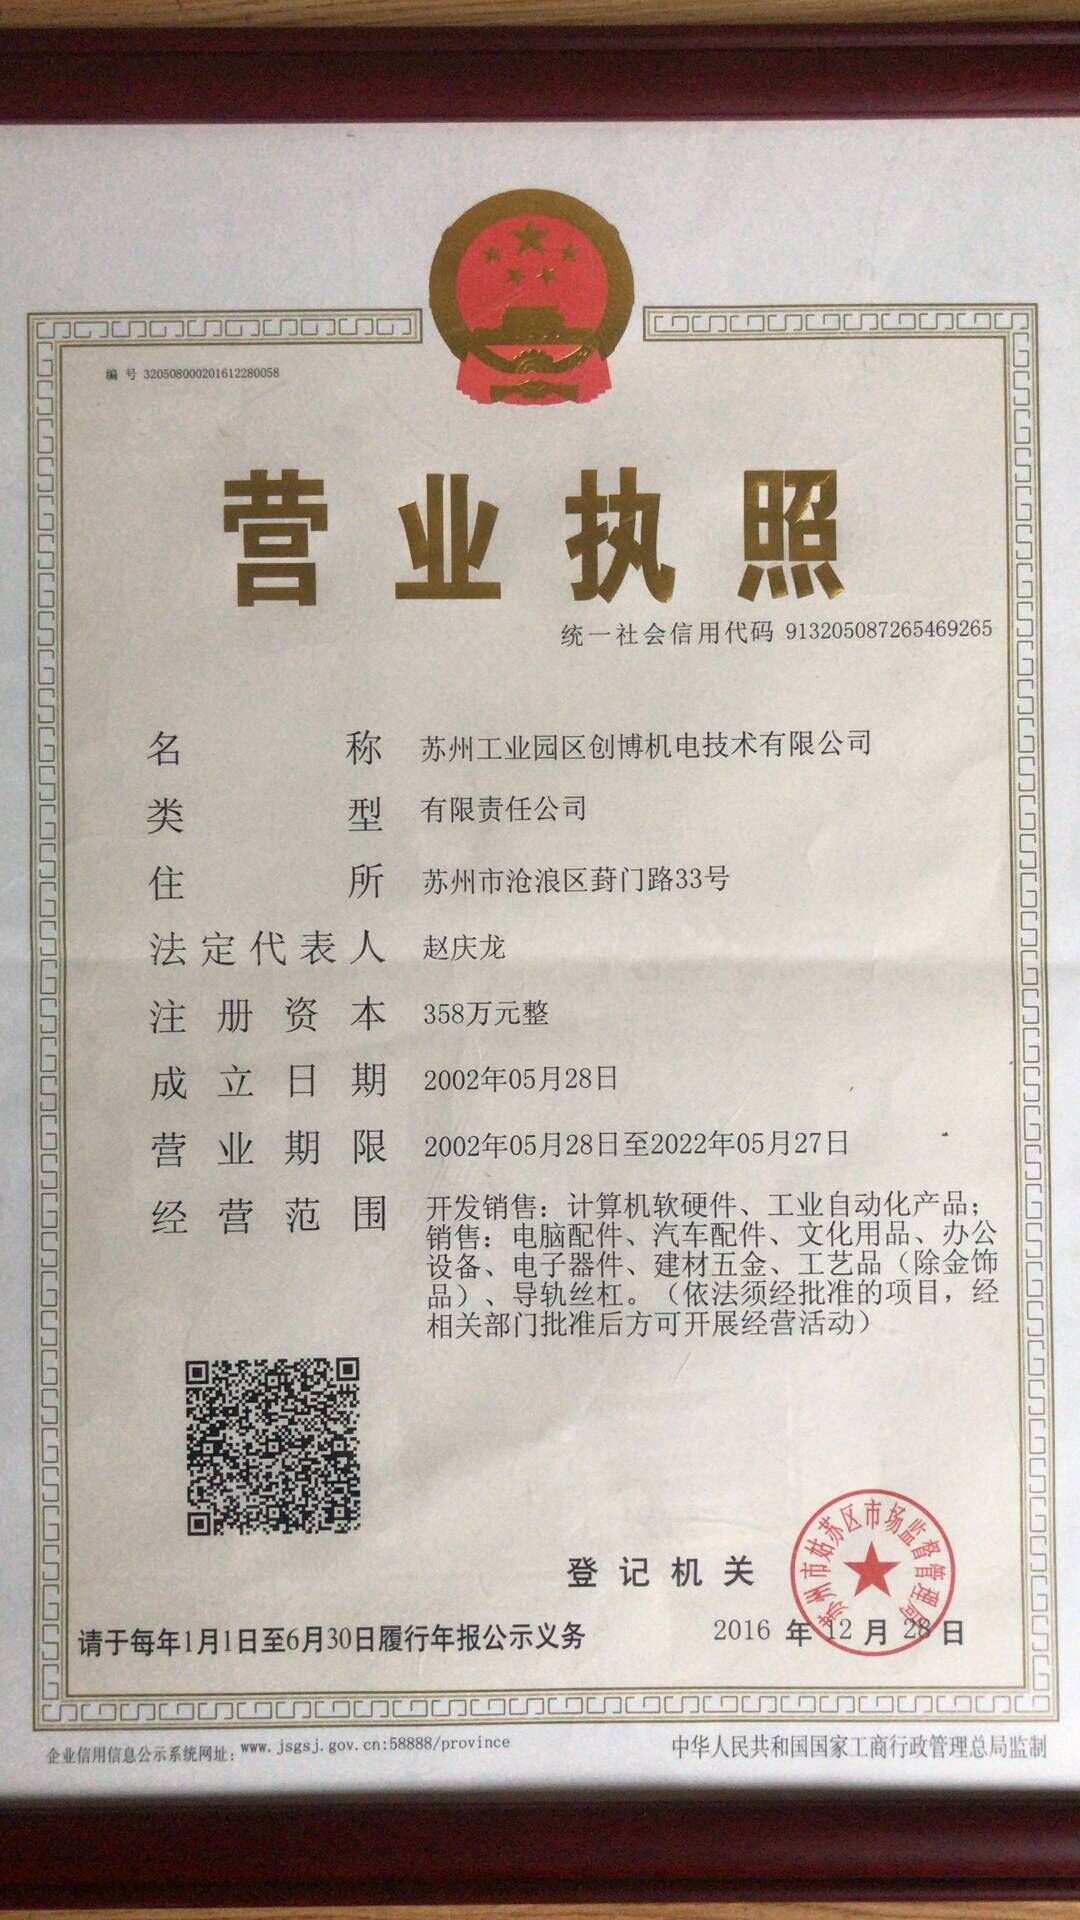 编 号 320508000201612280058
营业执照
统一社会信用代码 913205087265469265
名称 苏州工业园区创博机电技术有限公司
类型 有限责任公司
住所 苏州市沧浪区葑门路33号
法定代表人 赵庆龙
注册资本 358万元整
成立日期 2002年05月28日
营业期限 2002年05月28日至2022年05月27日
经营范围 开发销售：计算机软硬件、工业自动化产品；
销售：电脑配件、汽车配件、文化用品、办公
设备、电子器件、建材五金、工艺品（除金饰
品）、导轨丝杠。（依法须经批准的项目，经
相关部门批准后方可开展经营活动）
苏州市姑苏区市场监督管理局
登记机关
请于每年1月1日至6月30日履行年报公示义务
2016 年 12 月 28 日
企业信用信息公示系统网址：www.jsgsj.gov.cn:58888/province
中华人民共和国国家工商行政管理总局监制